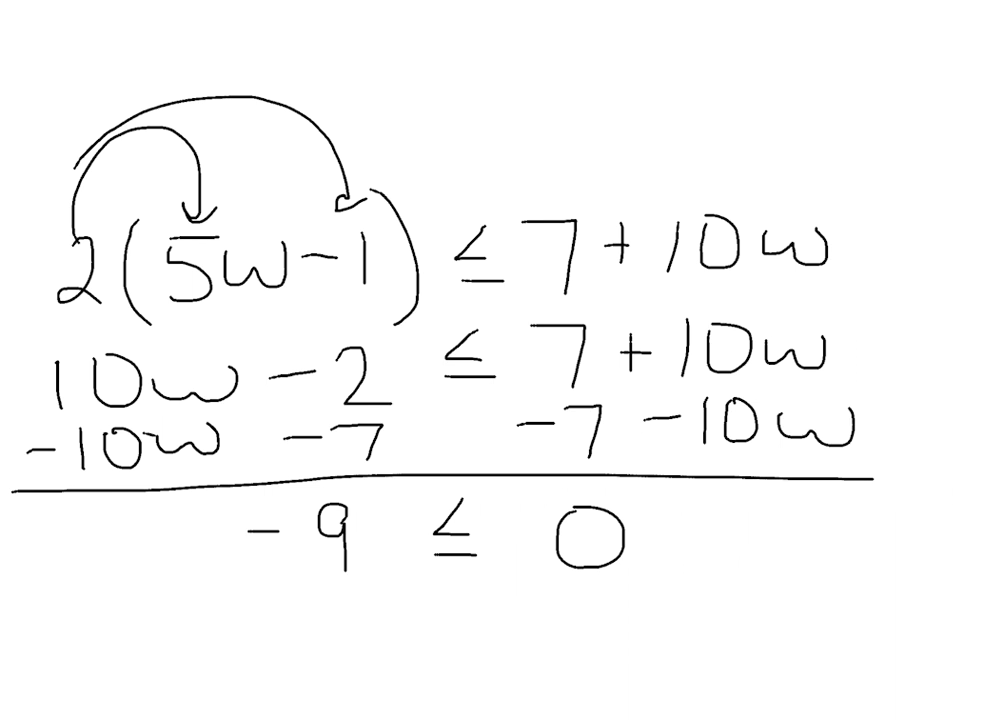 2(5w-1) ≤ 7+10w
10w-2 ≤ 7+10w
-10w -7 -7 -10w
-9 ≤ 0